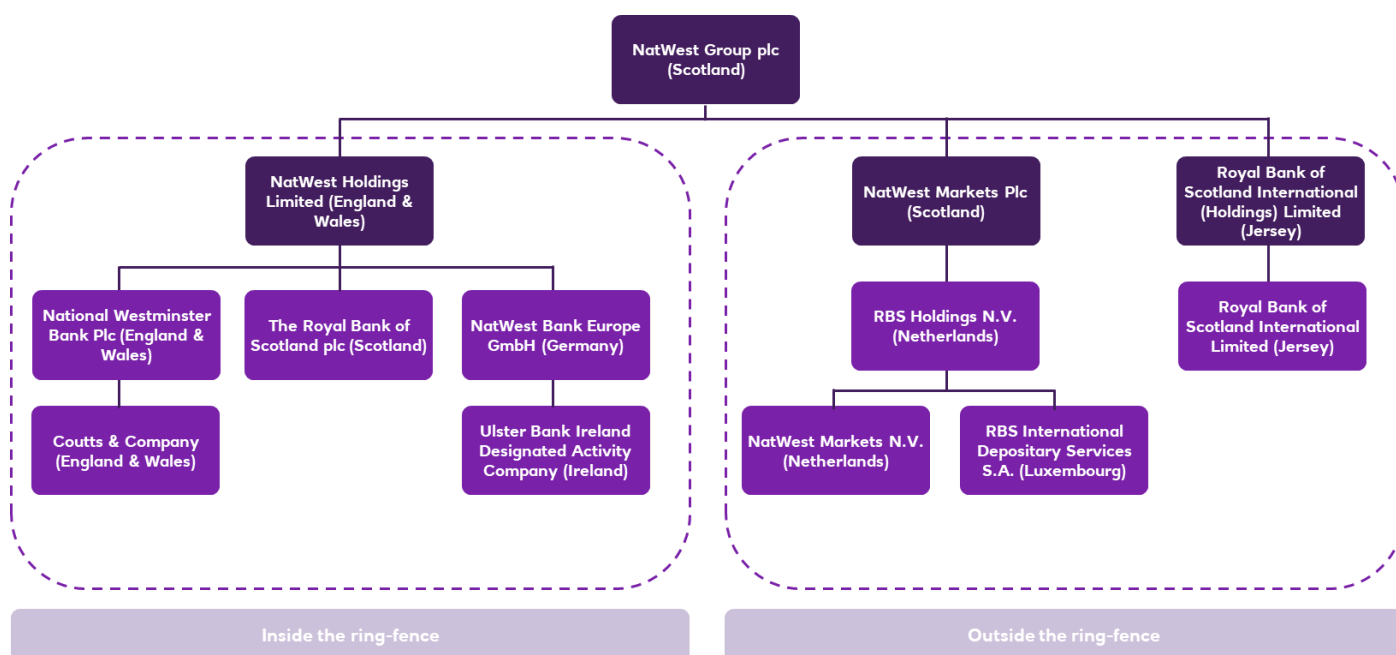 NatWest Group plc
(Scotland)
NatWest Holdings
Limited (England &
Wales)
NatWest Markets Plc
(Scotland)
Royal Bank of
Scotland International
(Holdings) Limited
(Jersey)
National Westminster
Bank Plc (England &
Wales)
The Royal Bank of
Scotland plc (Scotland)
NatWest Bank Europe
GmbH (Germany)
RBS Holdings N.V.
(Netherlands)
Royal Bank of
Scotland International
Limited (Jersey)
Coutts & Company
(England & Wales)
Ulster Bank Ireland
Designated Activity
Company (Ireland)
NatWest Markets N.V.
(Netherlands)
RBS International
Depositary Services
S.A. (Luxembourg)
Inside the ring-fence
Outside the ring-fence